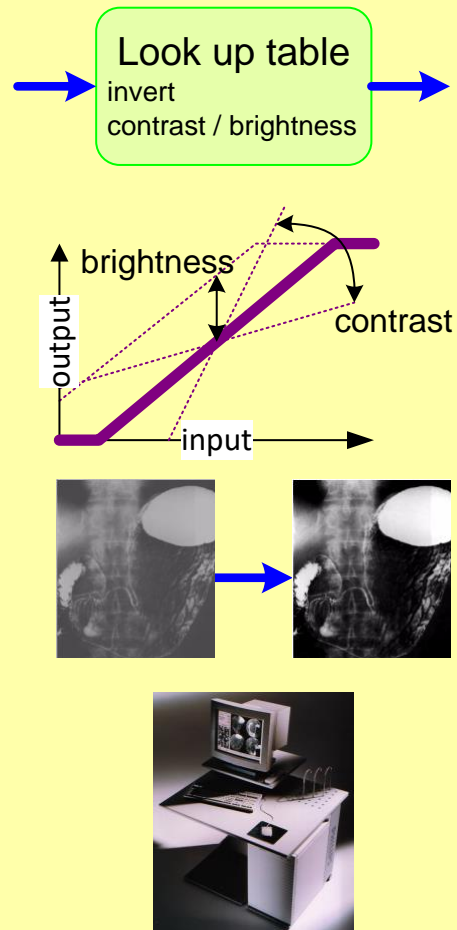 Look up table
invert
contrast / brightness
brightness
contrast
output
input